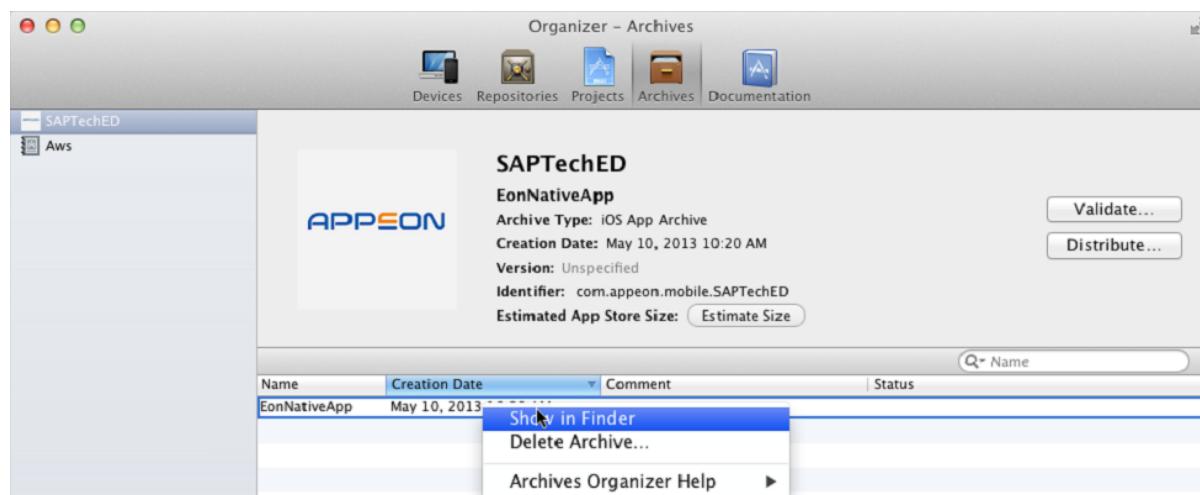 Organizer – Archives
Devices Repositories Projects Archives Documentation
SAPTechED
Aws
APPEON
SAPTechED
EonNativeApp
Archive Type: iOS App Archive
Creation Date: May 10, 2013 10:20 AM
Version: Unspecified
Identifier: com.appeon.mobile.SAPTechED
Estimated App Store Size: Estimate Size
Validate...
Distribute...
Name
Name Creation Date Comment Status
EonNativeApp May 10, 2013
Show in Finder
Delete Archive...
Archives Organizer Help